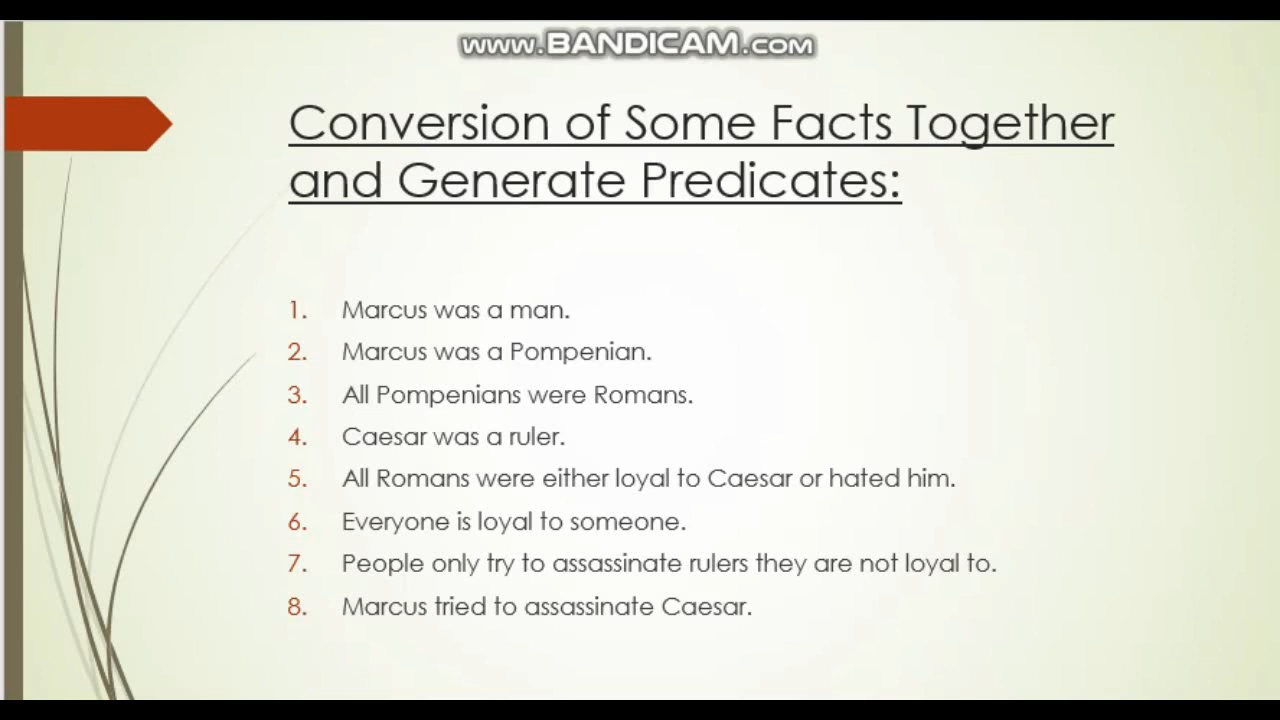 www.BANDICAM.com
Conversion of Some Facts Together
and Generate Predicates:
1. Marcus was a man.
2. Marcus was a Pompenian.
3. All Pompenians were Romans.
4. Caesar was a ruler.
5. All Romans were either loyal to Caesar or hated him.
6. Everyone is loyal to someone.
7. People only try to assassinate rulers they are not loyal to.
8. Marcus tried to assassinate Caesar.